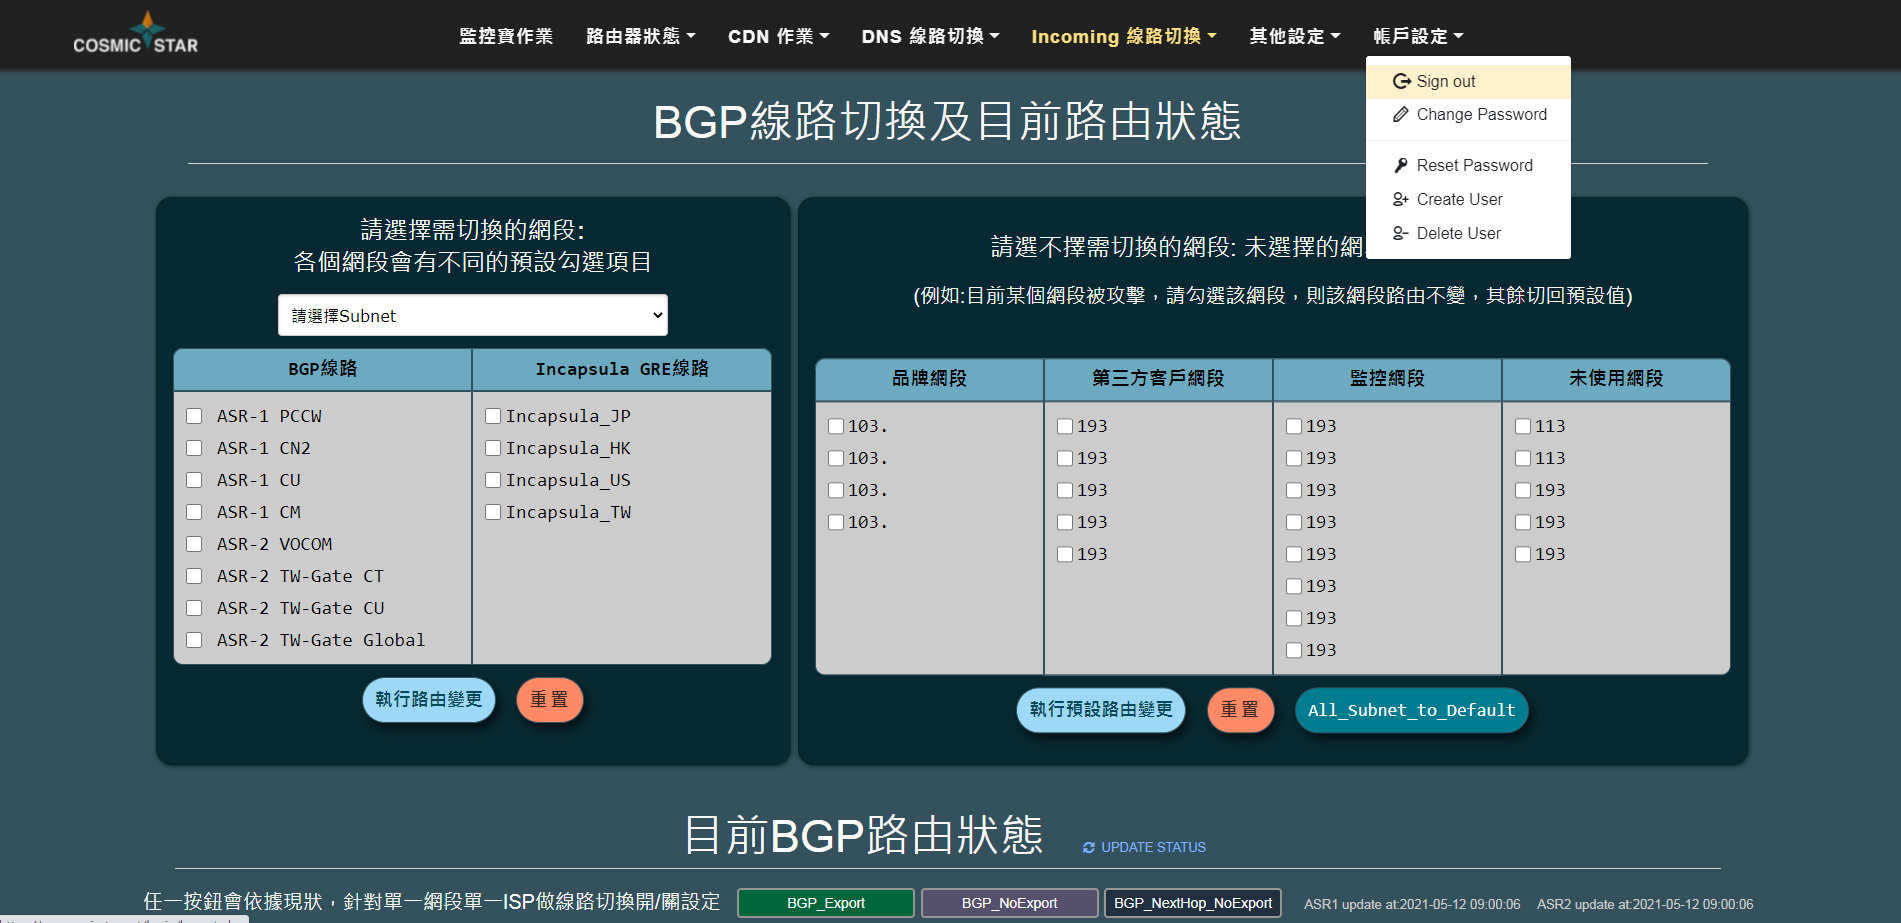 COSMIC STAR
監控寶作業 路由器狀態 CDN 作業 DNS 線路切換 Incoming 線路切換 其他設定 帳戶設定
Sign out
Change Password
Reset Password
Create User
Delete User
BGP線路切換及目前路由狀態
請選擇需切換的網段:
各個網段會有不同的預設勾選項目
請選擇Subnet
BGP線路 Incapsula GRE線路
ASR-1 PCCW Incapsula_JP
ASR-1 CN2 Incapsula_HK
ASR-1 CU Incapsula_US
ASR-1 CM Incapsula_TW
ASR-2 VOCOM
ASR-2 TW-Gate CT
ASR-2 TW-Gate CU
ASR-2 TW-Gate Global
執行路由變更 重置
請選不擇需切換的網段: 未選擇的網
(例如:目前某個網段被攻擊，請勾選該網段，則該網段路由不變，其餘切回預設值)
品牌網段 第三方客戶網段 監控網段 未使用網段
103. 193 193 113
103. 193 193 113
103. 193 193 193
103. 193 193 193
193 193 193
193
193
193
執行預設路由變更 重置 All_Subnet_to_Default
目前BGP路由狀態 UPDATE STATUS
任一按鈕會依據現狀，針對單一網段單一ISP做線路切換開/關設定 BGP_Export BGP_NoExport BGP_NextHop_NoExport ASR1 update at:2021-05-12 09:00:06 ASR2 update at:2021-05-12 09:00:06